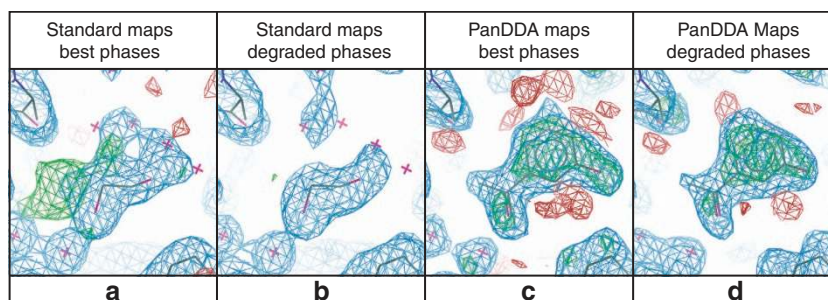 Standard maps
best phases
Standard maps
degraded phases
PanDDA maps
best phases
PanDDA Maps
degraded phases
a
b
c
d